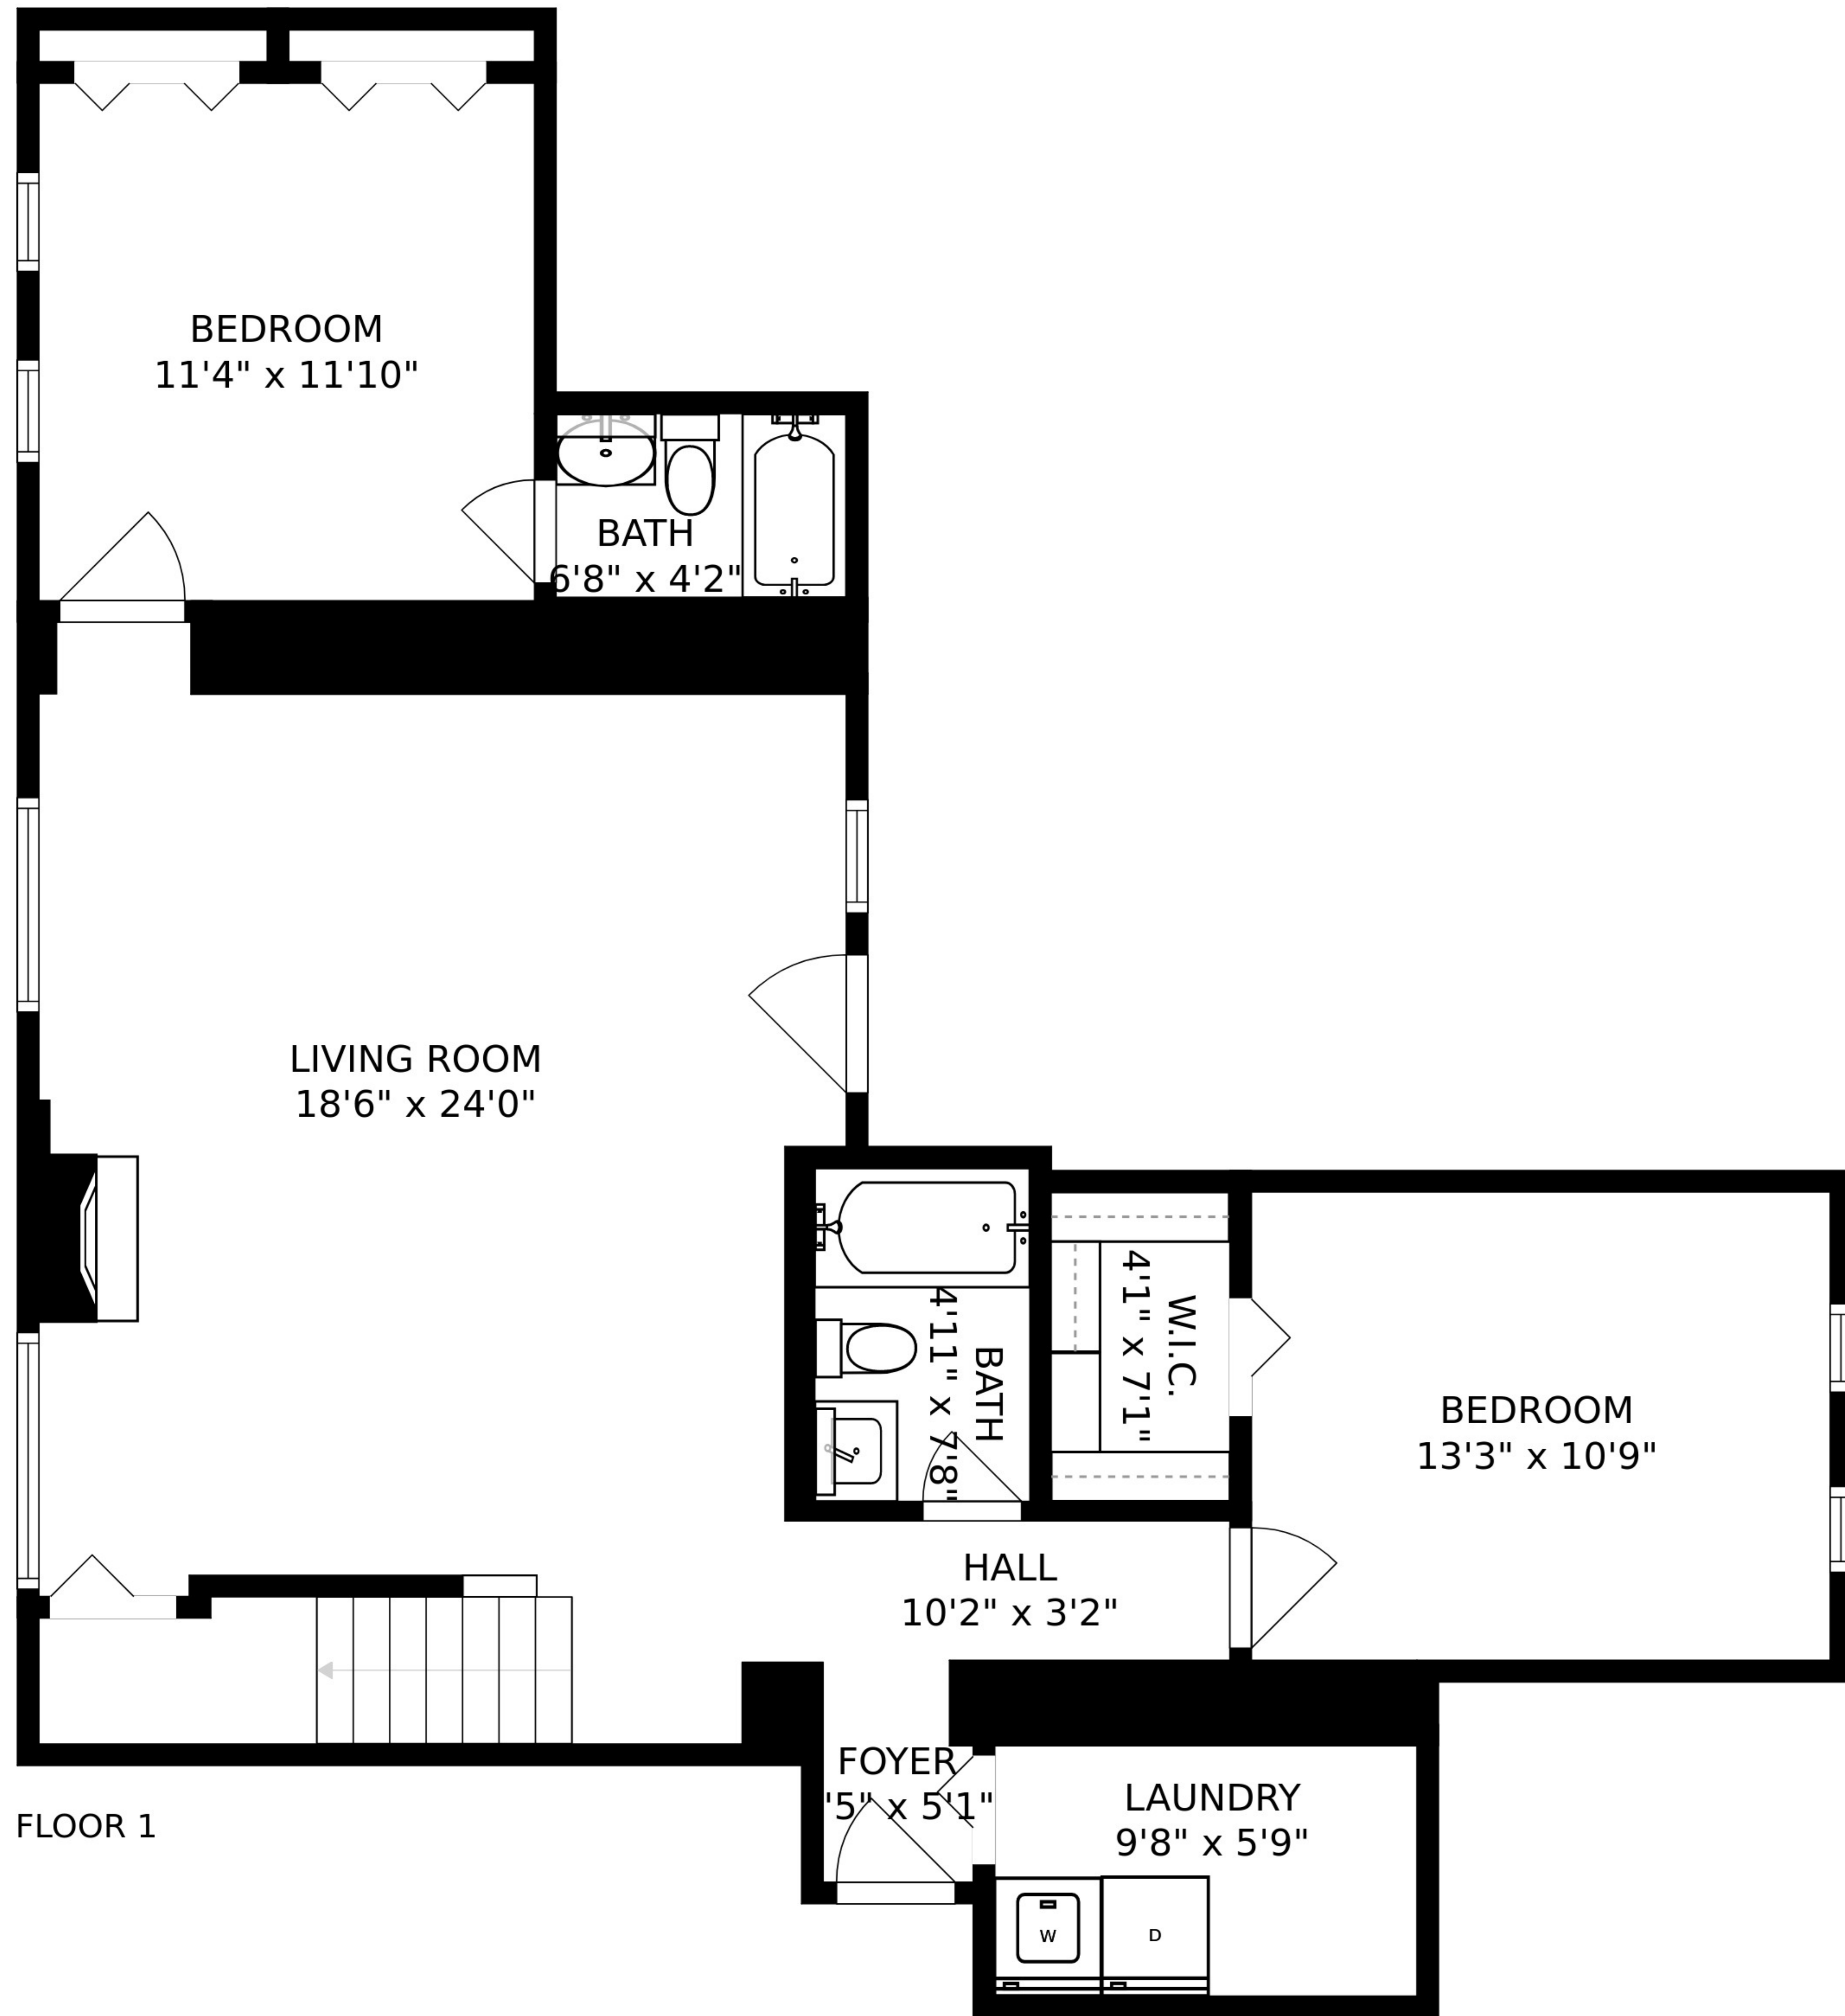 BEDROOM
11'4" x 11'10"
BATH
6'8" x 4'2"
LIVING ROOM
18'6" x 24'0"
BATH
4'11" x 7'8"
W.I.C.
4'1" x 7'1"
BEDROOM
13'3" x 10'9"
HALL
10'2" x 3'2"
FOYER
'5" x 5'1"
LAUNDRY
9'8" x 5'9"
W
D
FLOOR 1